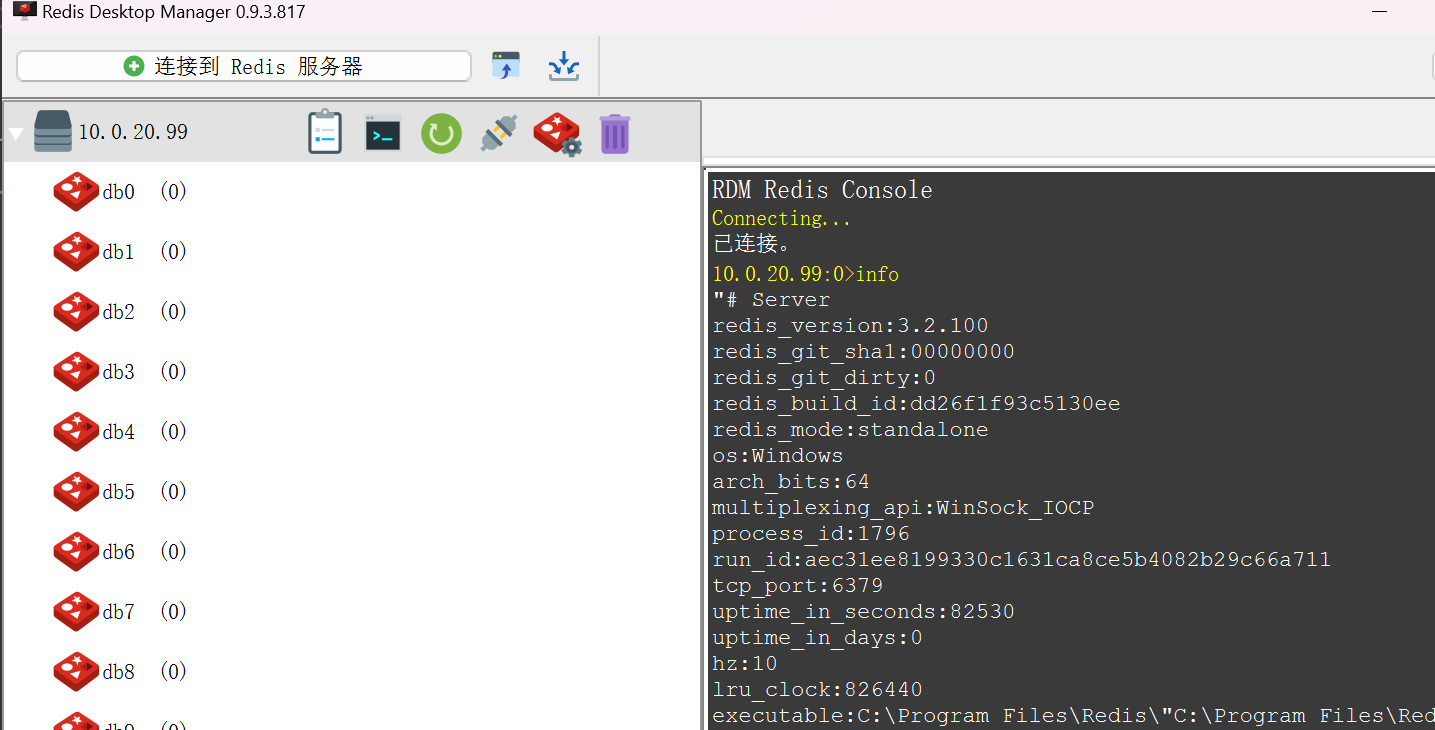 Redis Desktop Manager 0.9.3.817
连接到 Redis 服务器
10.0.20.99
db0 (0)
db1 (0)
db2 (0)
db3 (0)
db4 (0)
db5 (0)
db6 (0)
db7 (0)
db8 (0)
RDM Redis Console
Connecting...
已连接。
10.0.20.99:0>info
"# Server
redis_version:3.2.100
redis_git_sha1:00000000
redis_git_dirty:0
redis_build_id:dd26f1f93c5130ee
redis_mode:standalone
os:Windows
arch_bits:64
multiplexing_api:WinSock_IOCP
process_id:1796
run_id:aec31ee8199330c1631ca8ce5b4082b29c66a711
tcp_port:6379
uptime_in_seconds:82530
uptime_in_days:0
hz:10
lru_clock:826440
executable:C:\Program Files\Redis\"C:\Program Files\Red